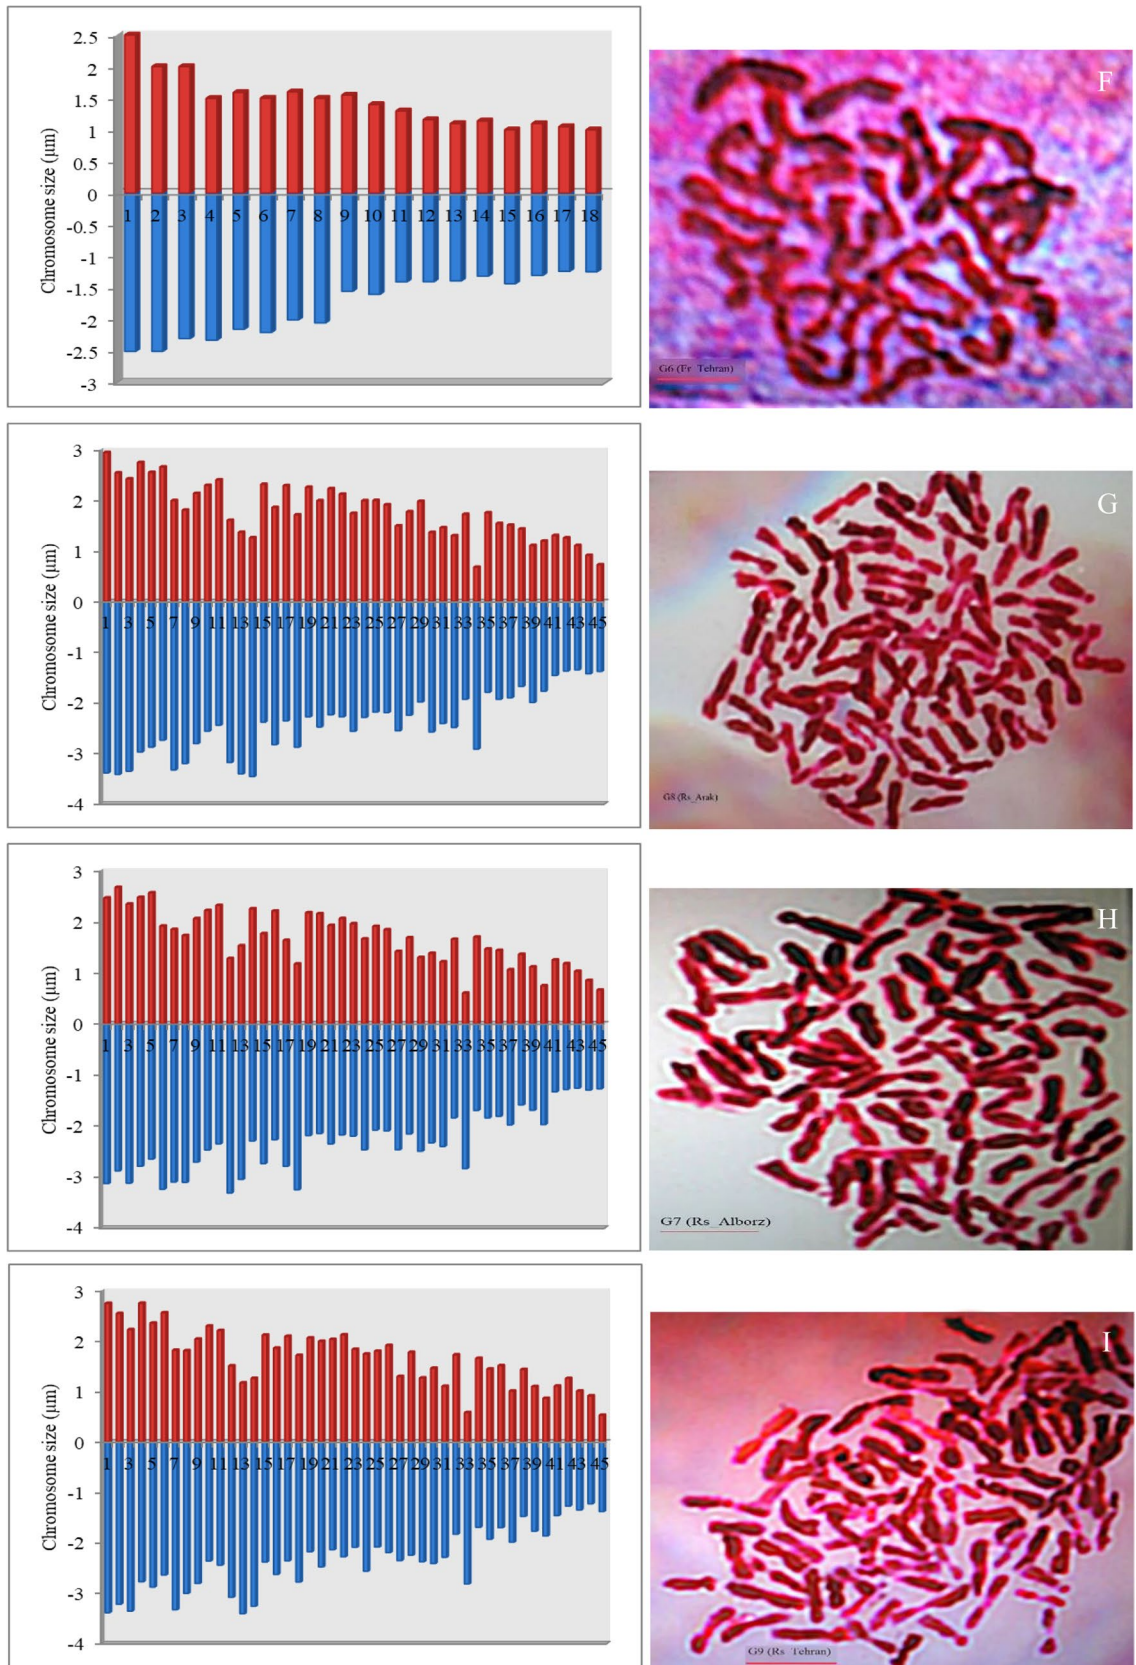 Chromosome size (µm)
2.5
2
1.5
1
0.5
0
-0.5
-1
-1.5
-2
-2.5
-3
1 2 3 4 5 6 7 8 9 10 11 12 13 14 15 16 17 18
F
G6 (Fr_Tehran)
Chromosome size (µm)
3
2
1
0
-1
-2
-3
-4
1 3 5 7 9 11 13 15 17 19 21 23 25 27 29 31 33 35 37 39 41 43 45
G
G8 (Rs_Arak)
Chromosome size (µm)
3
2
1
0
-1
-2
-3
-4
1 3 5 7 9 11 13 15 17 19 21 23 25 27 29 31 33 35 37 39 41 43 45
H
G7 (Rs_Alborz)
Chromosome size (µm)
3
2
1
0
-1
-2
-3
-4
1 3 5 7 9 11 13 15 17 19 21 23 25 27 29 31 33 35 37 39 41 43 45
I
G9 (Rs_Tehran)